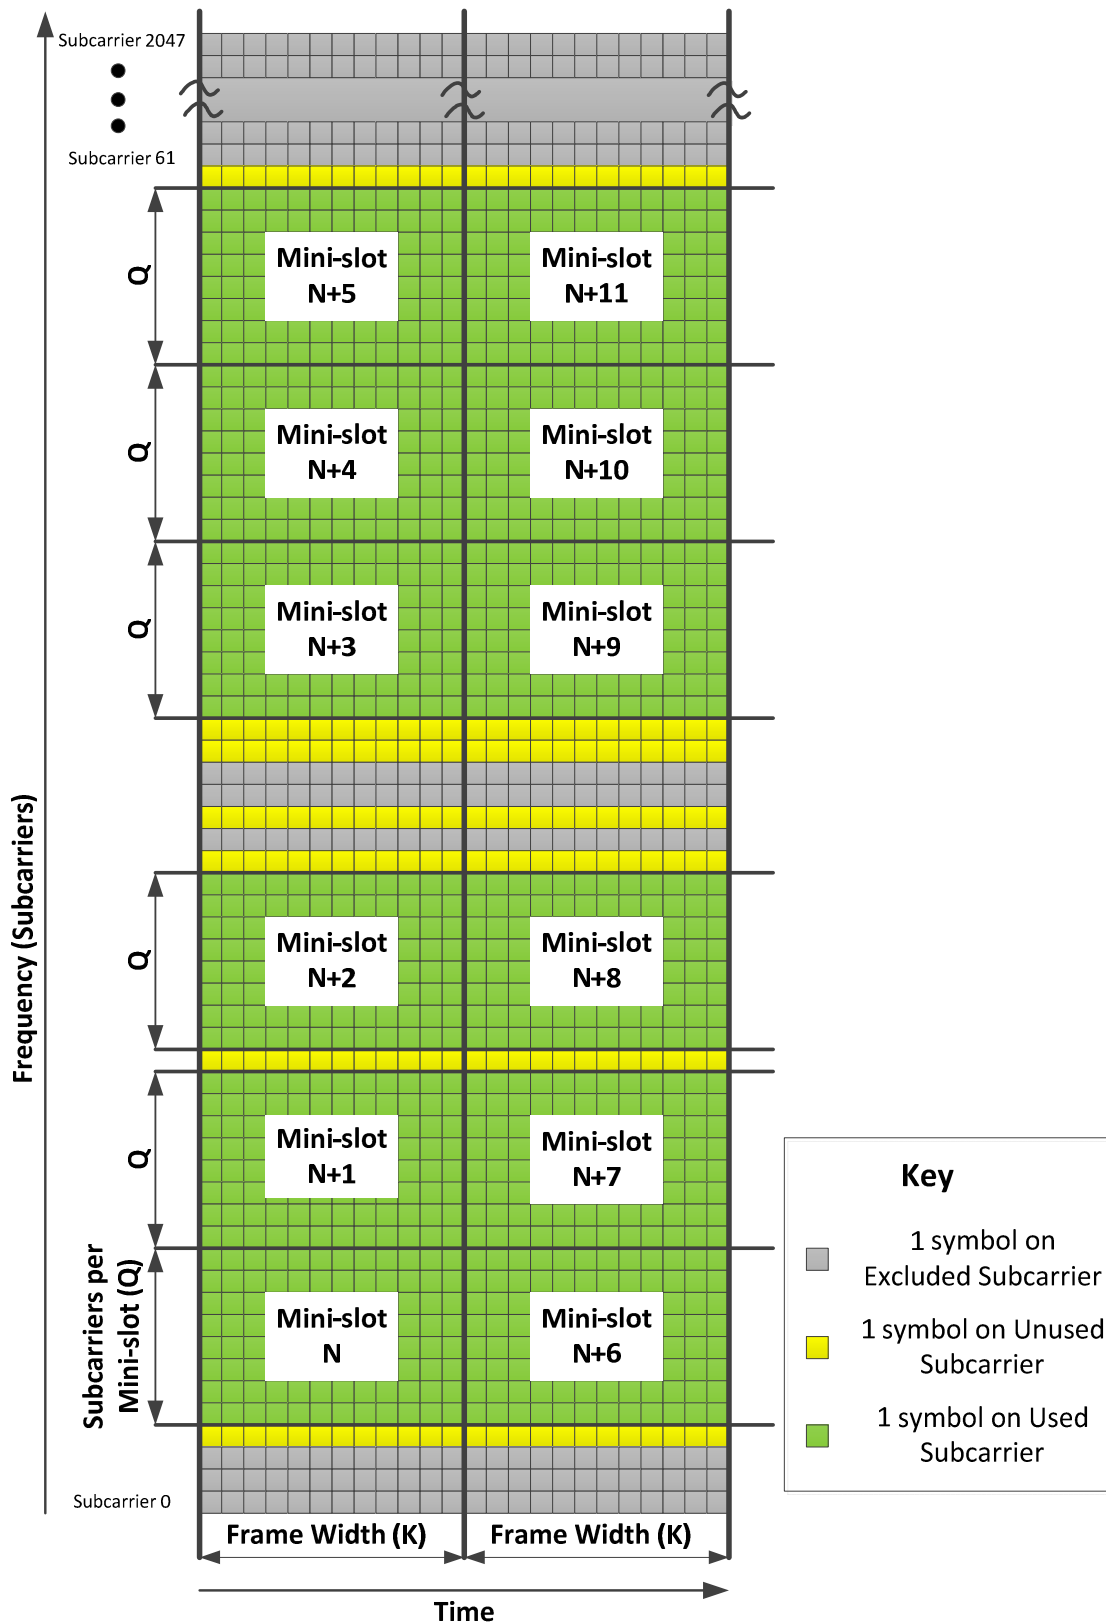 Subcarrier 2047
Subcarrier 61
Q
Mini-slot
N+5
Mini-slot
N+11
Q
Mini-slot
N+4
Mini-slot
N+10
Q
Mini-slot
N+3
Mini-slot
N+9
Frequency (Subcarriers)
Q
Mini-slot
N+2
Mini-slot
N+8
Q
Mini-slot
N+1
Mini-slot
N+7
Subcarriers per
Mini-slot (Q)
Mini-slot
N
Mini-slot
N+6
Subcarrier 0
Frame Width (K)
Frame Width (K)
Time
Key
1 symbol on
Excluded Subcarrier
1 symbol on Unused
Subcarrier
1 symbol on Used
Subcarrier